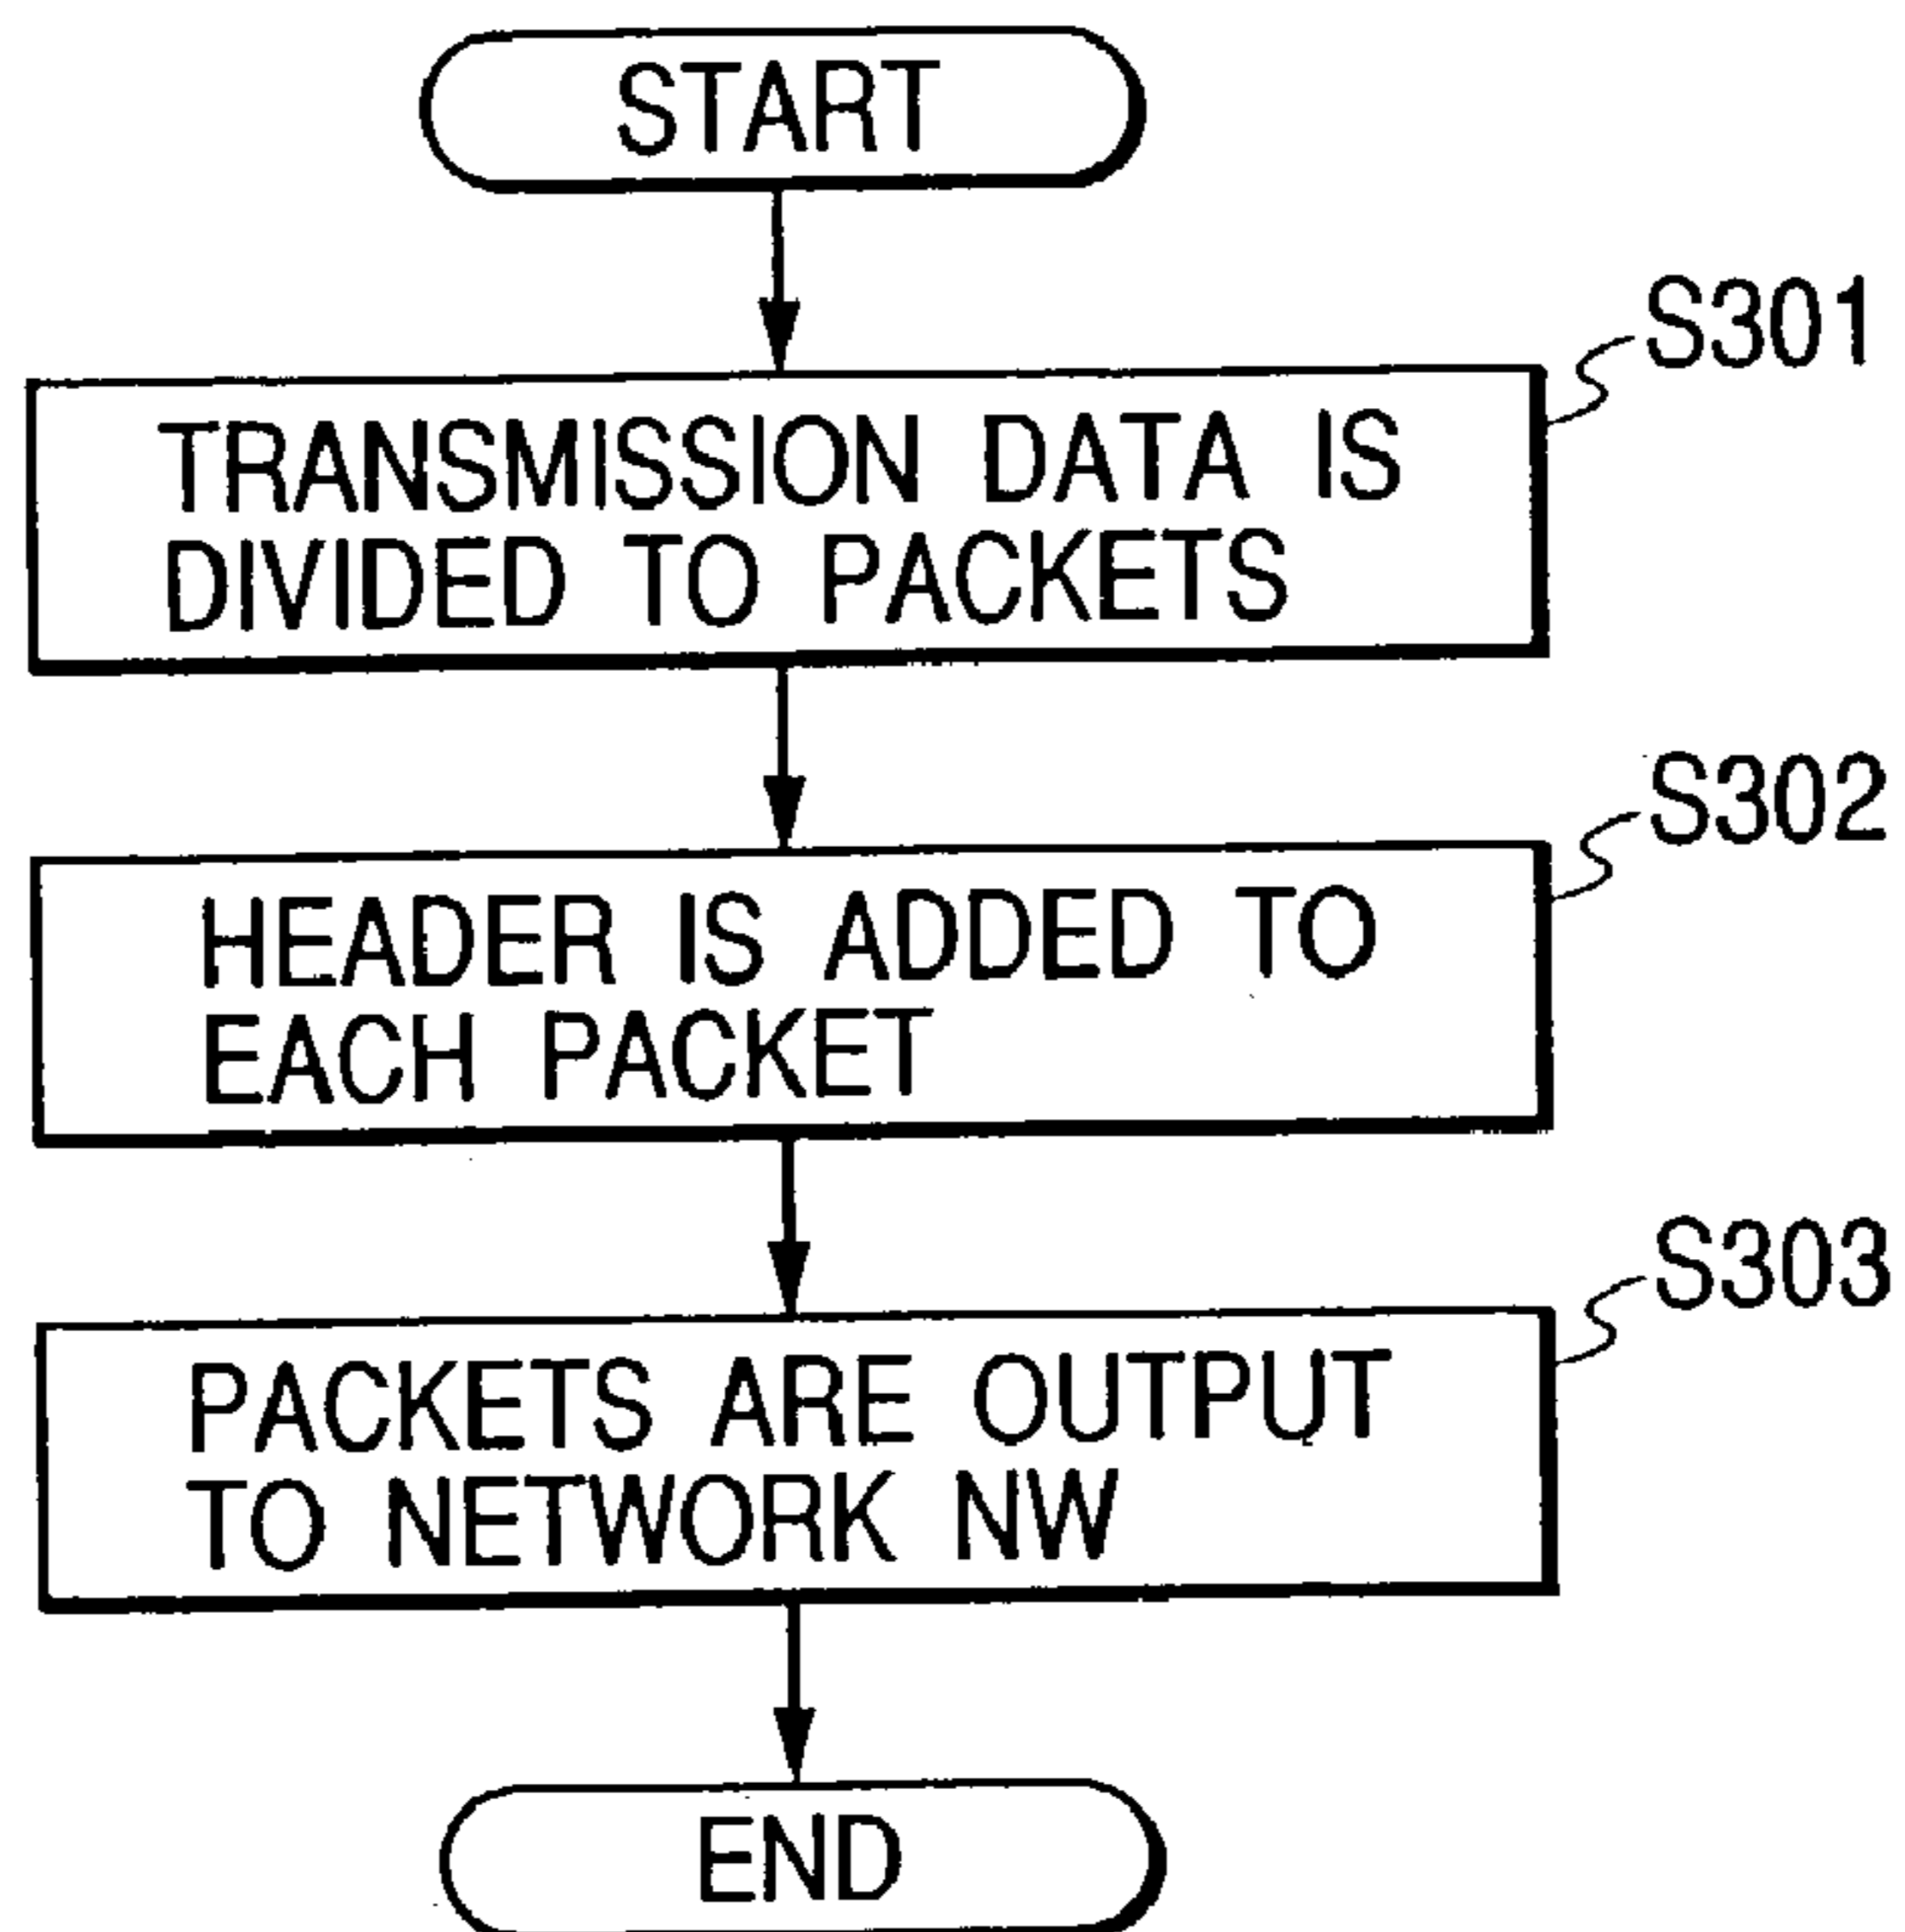 START
S301
TRANSMISSION DATA IS
DIVIDED TO PACKETS
S302
HEADER IS ADDED TO
EACH PACKET
S303
PACKETS ARE OUTPUT
TO NETWORK NW
END